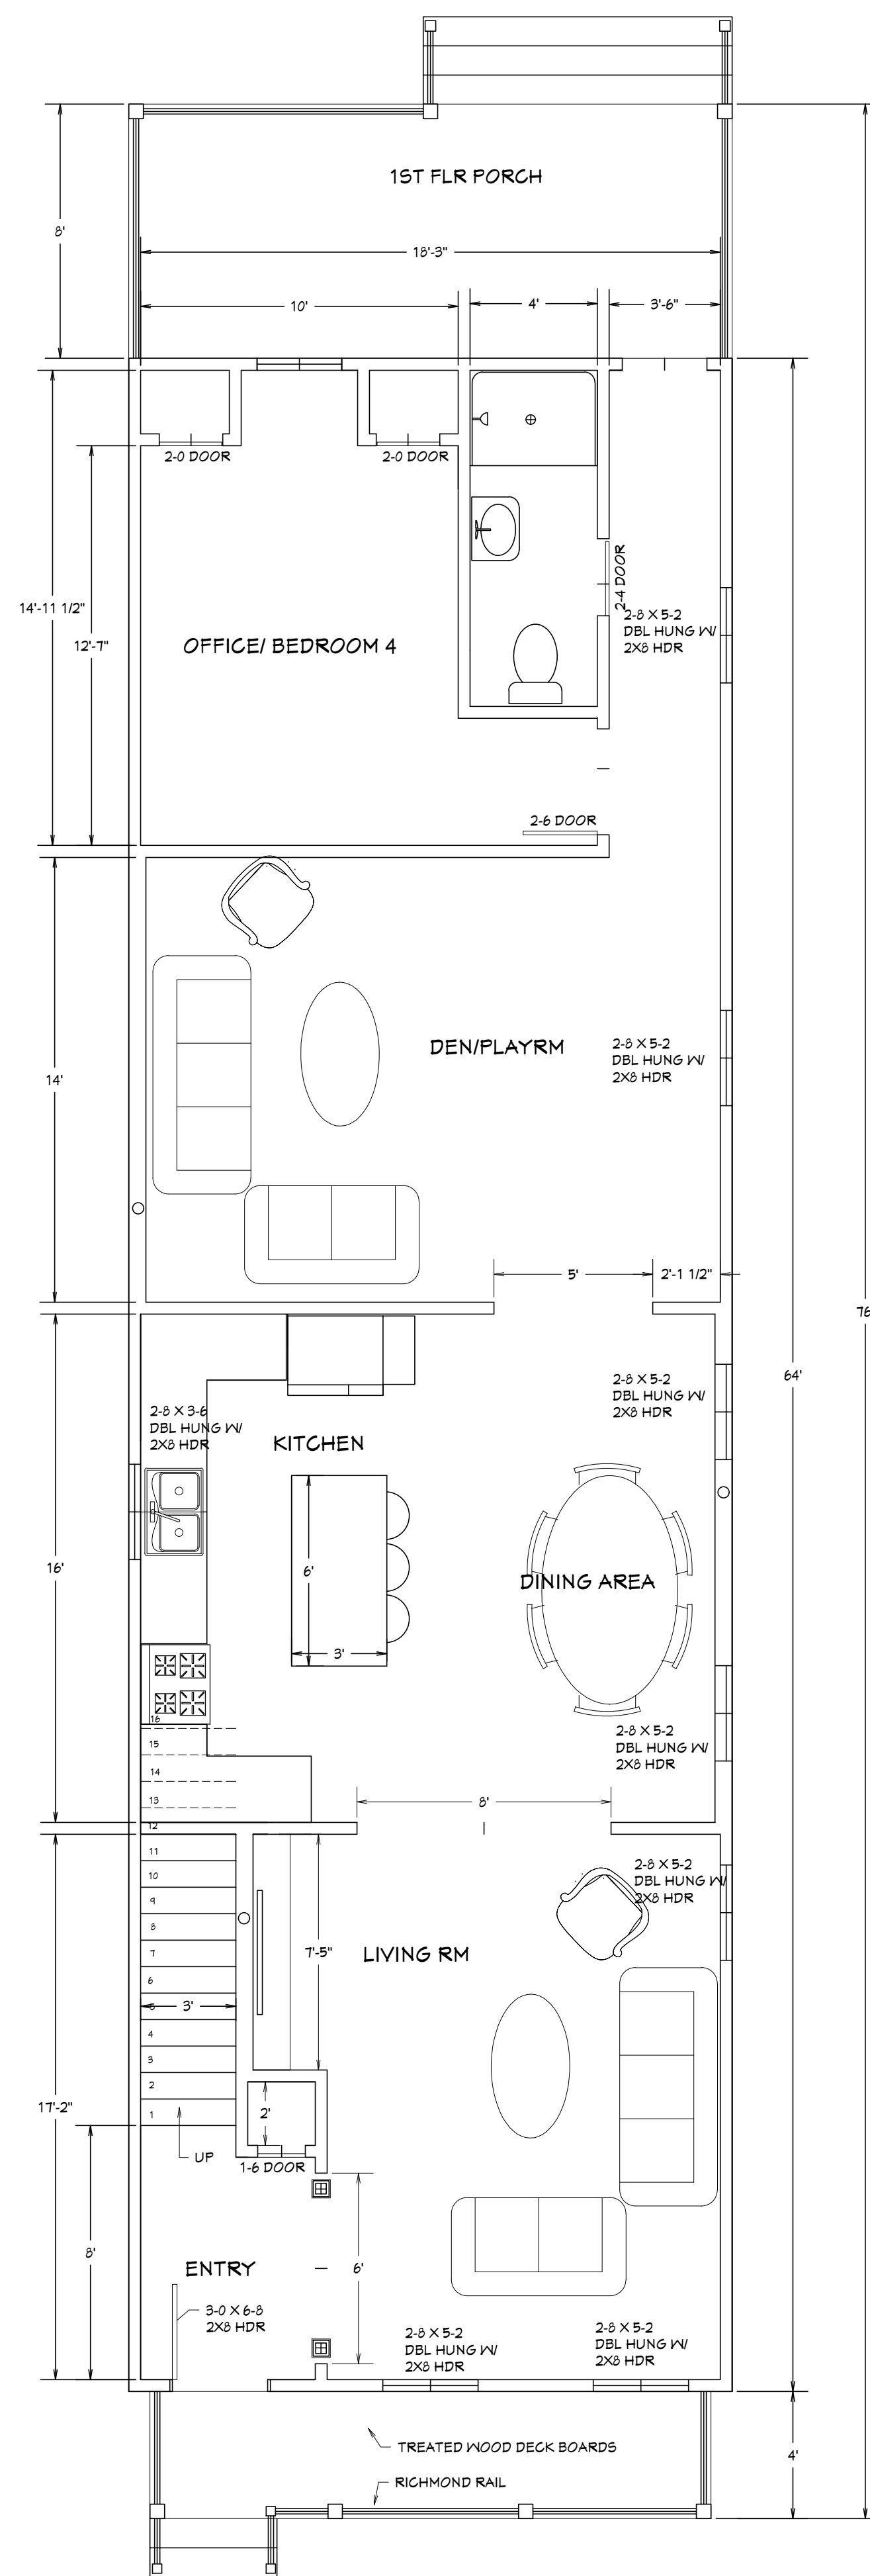 1ST FLR PORCH
8'
18'-3"
10'
4'
3'-6"
2-0 DOOR
2-0 DOOR
2-4 DOOR
14'-11 1/2"
12'-7"
OFFICE/ BEDROOM 4
2-8 X 5-2
DBL HUNG W/
2X8 HDR
2-6 DOOR
14'
DEN/PLAYRM
2-8 X 5-2
DBL HUNG W/
2X8 HDR
5'
2'-1 1/2"
76
64'
2-8 X 5-2
DBL HUNG W/
2X8 HDR
2-8 X 3-6
DBL HUNG W/
2X8 HDR
KITCHEN
16'
6'
3'
DINING AREA
2-8 X 5-2
DBL HUNG W/
2X8 HDR
16
15
14
13
12
8'
11
10
9
8
7
6
5
4
3
2
1
3'
7'-5"
LIVING RM
2-8 X 5-2
DBL HUNG W/
2X8 HDR
17'-2"
2'
UP
1-6 DOOR
8'
ENTRY
6'
3-0 X 6-8
2X8 HDR
2-8 X 5-2
DBL HUNG W/
2X8 HDR
2-8 X 5-2
DBL HUNG W/
2X8 HDR
TREATED WOOD DECK BOARDS
RICHMOND RAIL
4'